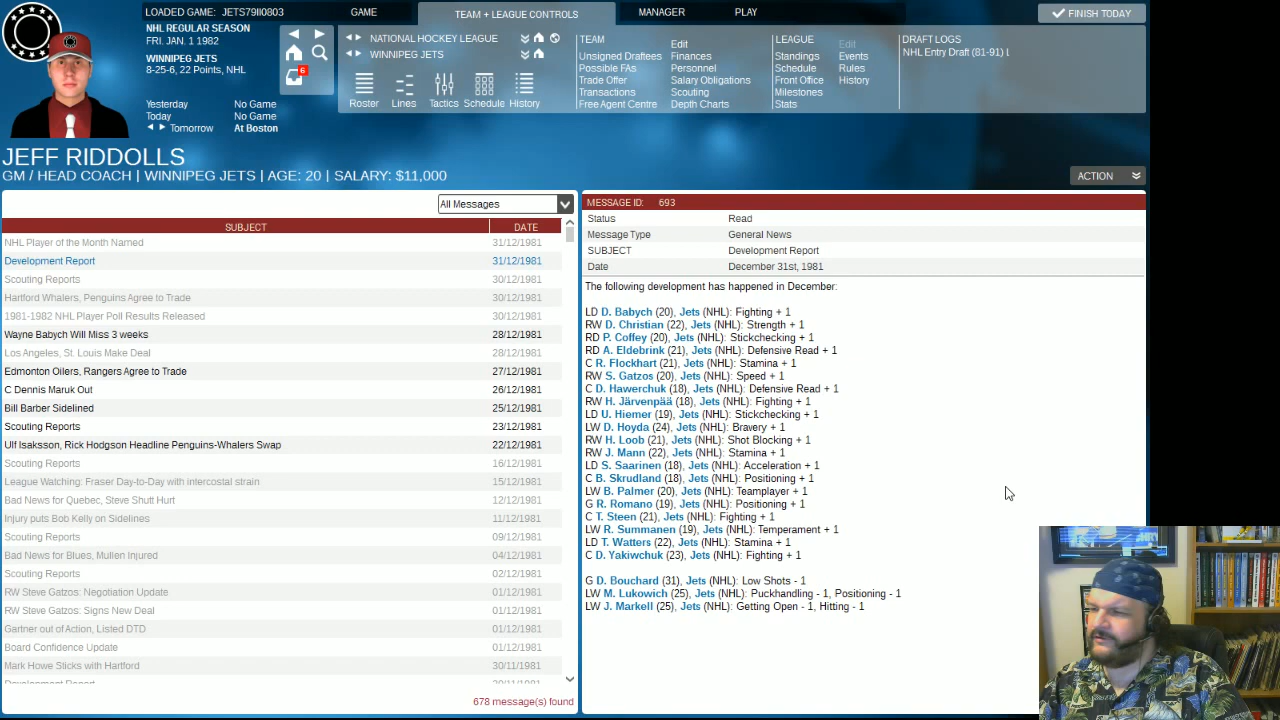 LOADED GAME: JETS79II0803
GAME
TEAM + LEAGUE CONTROLS
MANAGER
PLAY
FINISH TODAY
NHL REGULAR SEASON
FRI. JAN. 1 1982
WINNIPEG JETS
8-25-6, 22 Points, NHL
Yesterday No Game
Today No Game
Tomorrow At Boston
6
NATIONAL HOCKEY LEAGUE
WINNIPEG JETS
Roster Lines Tactics Schedule History
TEAM
Unsigned Draftees
Possible FAs
Trade Offer
Transactions
Free Agent Centre
Edit
Finances
Personnel
Salary Obligations
Scouting
Depth Charts
LEAGUE
Standings
Schedule
Front Office
Milestones
Stats
Edit
Events
Rules
History
DRAFT LOGS
NHL Entry Draft (81-91) l
JEFF RIDDOLLS
GM / HEAD COACH | WINNIPEG JETS | AGE: 20 | SALARY: $11,000
ACTION
All Messages
SUBJECT DATE
NHL Player of the Month Named 31/12/1981
Development Report 31/12/1981
Scouting Reports 30/12/1981
Hartford Whalers, Penguins Agree to Trade 30/12/1981
1981-1982 NHL Player Poll Results Released 30/12/1981
Wayne Babych Will Miss 3 weeks 28/12/1981
Los Angeles, St. Louis Make Deal 28/12/1981
Edmonton Oilers, Rangers Agree to Trade 27/12/1981
C Dennis Maruk Out 26/12/1981
Bill Barber Sidelined 25/12/1981
Scouting Reports 23/12/1981
Ulf Isaksson, Rick Hodgson Headline Penguins-Whalers Swap 22/12/1981
Scouting Reports 16/12/1981
League Watching: Fraser Day-to-Day with intercostal strain 15/12/1981
Bad News for Quebec, Steve Shutt Hurt 12/12/1981
Injury puts Bob Kelly on Sidelines 11/12/1981
Scouting Reports 09/12/1981
Bad News for Blues, Mullen Injured 04/12/1981
Scouting Reports 02/12/1981
RW Steve Gatzos: Negotiation Update 01/12/1981
RW Steve Gatzos: Signs New Deal 01/12/1981
Gartner out of Action, Listed DTD 01/12/1981
Board Confidence Update 01/12/1981
Mark Howe Sticks with Hartford 30/11/1981
Development Report 30/11/1981
678 message(s) found
MESSAGE ID: 693
Status Read
Message Type General News
SUBJECT Development Report
Date December 31st, 1981
The following development has happened in December:
LD D. Babych (20), Jets (NHL): Fighting + 1
RW D. Christian (22), Jets (NHL): Strength + 1
RD P. Coffey (20), Jets (NHL): Stickchecking + 1
RD A. Eldebrink (21), Jets (NHL): Defensive Read + 1
C R. Flockhart (21), Jets (NHL): Stamina + 1
RW S. Gatzos (20), Jets (NHL): Speed + 1
C D. Hawerchuk (18), Jets (NHL): Defensive Read + 1
RW H. Järvenpää (18), Jets (NHL): Fighting + 1
LD U. Hiemer (19), Jets (NHL): Stickchecking + 1
LW D. Hoyda (24), Jets (NHL): Bravery + 1
RW H. Loob (21), Jets (NHL): Shot Blocking + 1
RW J. Mann (22), Jets (NHL): Stamina + 1
LD S. Saarinen (18), Jets (NHL): Acceleration + 1
C B. Skrudland (18), Jets (NHL): Positioning + 1
LW B. Palmer (20), Jets (NHL): Teamplayer + 1
G R. Romano (19), Jets (NHL): Positioning + 1
C T. Steen (21), Jets (NHL): Fighting + 1
LW R. Summanen (19), Jets (NHL): Temperament + 1
LD T. Watters (22), Jets (NHL): Stamina + 1
C D. Yakiwchuk (23), Jets (NHL): Fighting + 1
G D. Bouchard (31), Jets (NHL): Low Shots - 1
LW M. Lukowich (25), Jets (NHL): Puckhandling - 1, Positioning - 1
LW J. Markell (25), Jets (NHL): Getting Open - 1, Hitting - 1